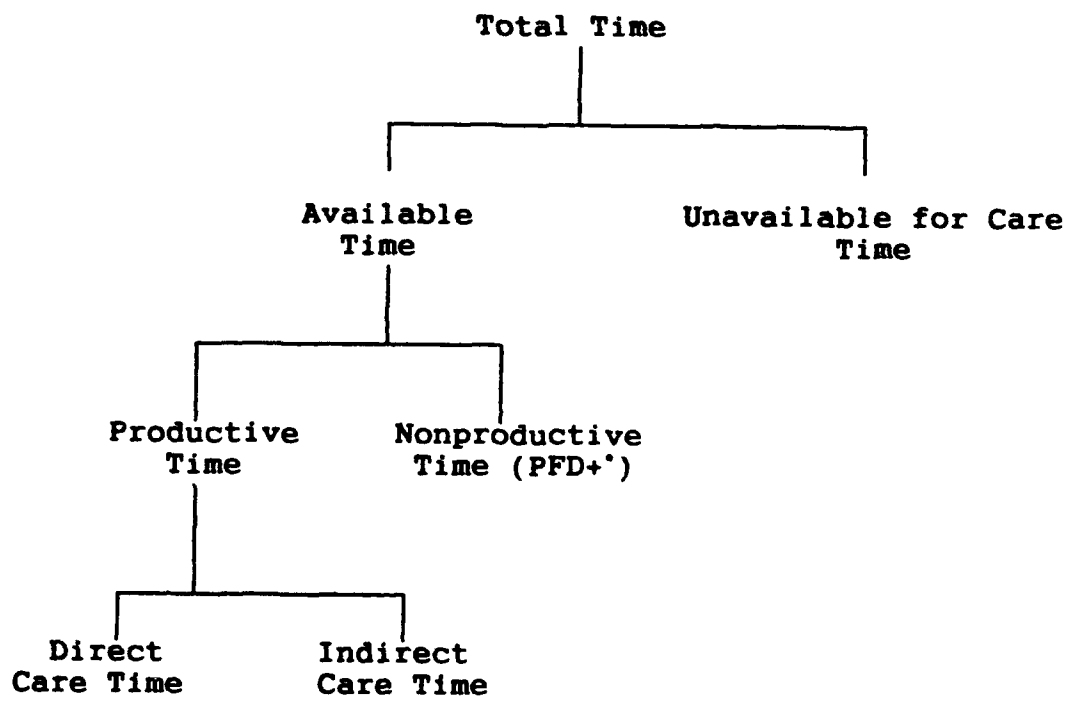 Total Time
Available
Time
Unavailable for Care
Time
Productive
Time
Nonproductive
Time (PFD+*)
Direct
Care Time
Indirect
Care Time